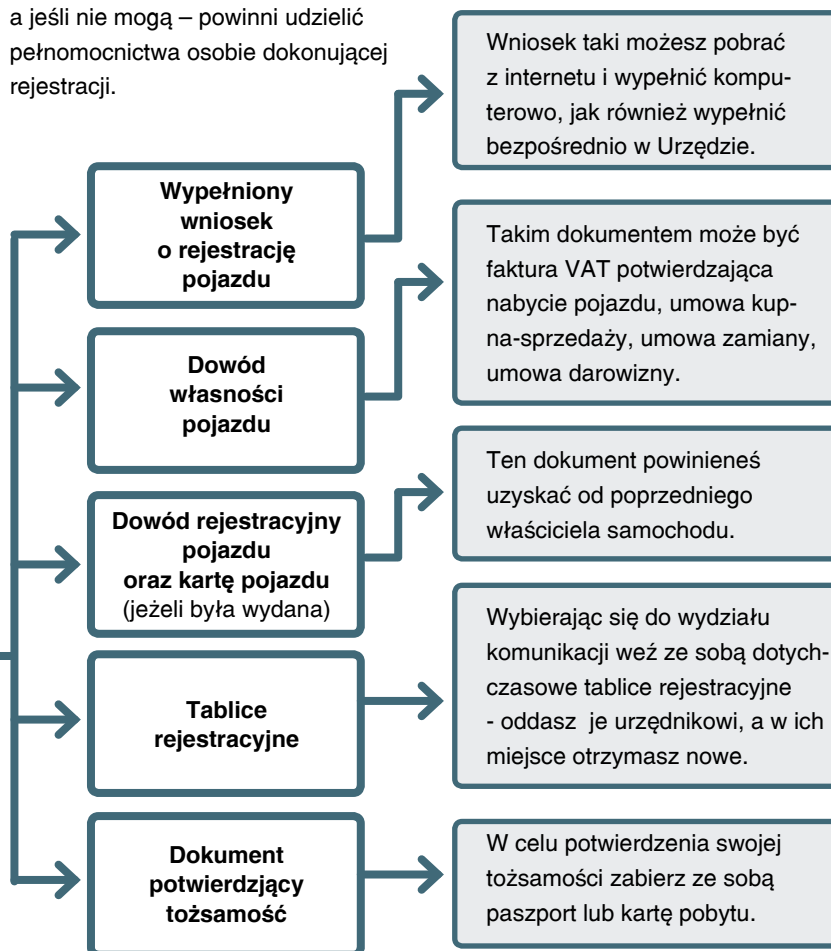 a jeśli nie mogą – powinni udzielić
pełnomocnictwa osobie dokonującej
rejestracji.
Wypełniony
wniosek
o rejestrację
pojazdu
Wniosek taki możesz pobrać
z internetu i wypełnić kompu-
terowo, jak również wypełnić
bezpośrednio w Urzędzie.
Dowód
własności
pojazdu
Takim dokumentem może być
faktura VAT potwierdzająca
nabycie pojazdu, umowa kup-
na-sprzedaży, umowa zamiany,
umowa darowizny.
Dowód rejestracyjny
pojazdu
oraz kartę pojazdu
(jeżeli była wydana)
Ten dokument powinieneś
uzyskać od poprzedniego
właściciela samochodu.
Tablice
rejestracyjne
Wybierając się do wydziału
komunikacji weź ze sobą dotych-
czasowe tablice rejestracyjne
- oddasz  je urzędnikowi, a w ich
miejsce otrzymasz nowe.
Dokument
potwierdzjący
tożsamość
W celu potwierdzenia swojej
tożsamości zabierz ze sobą
paszport lub kartę pobytu.